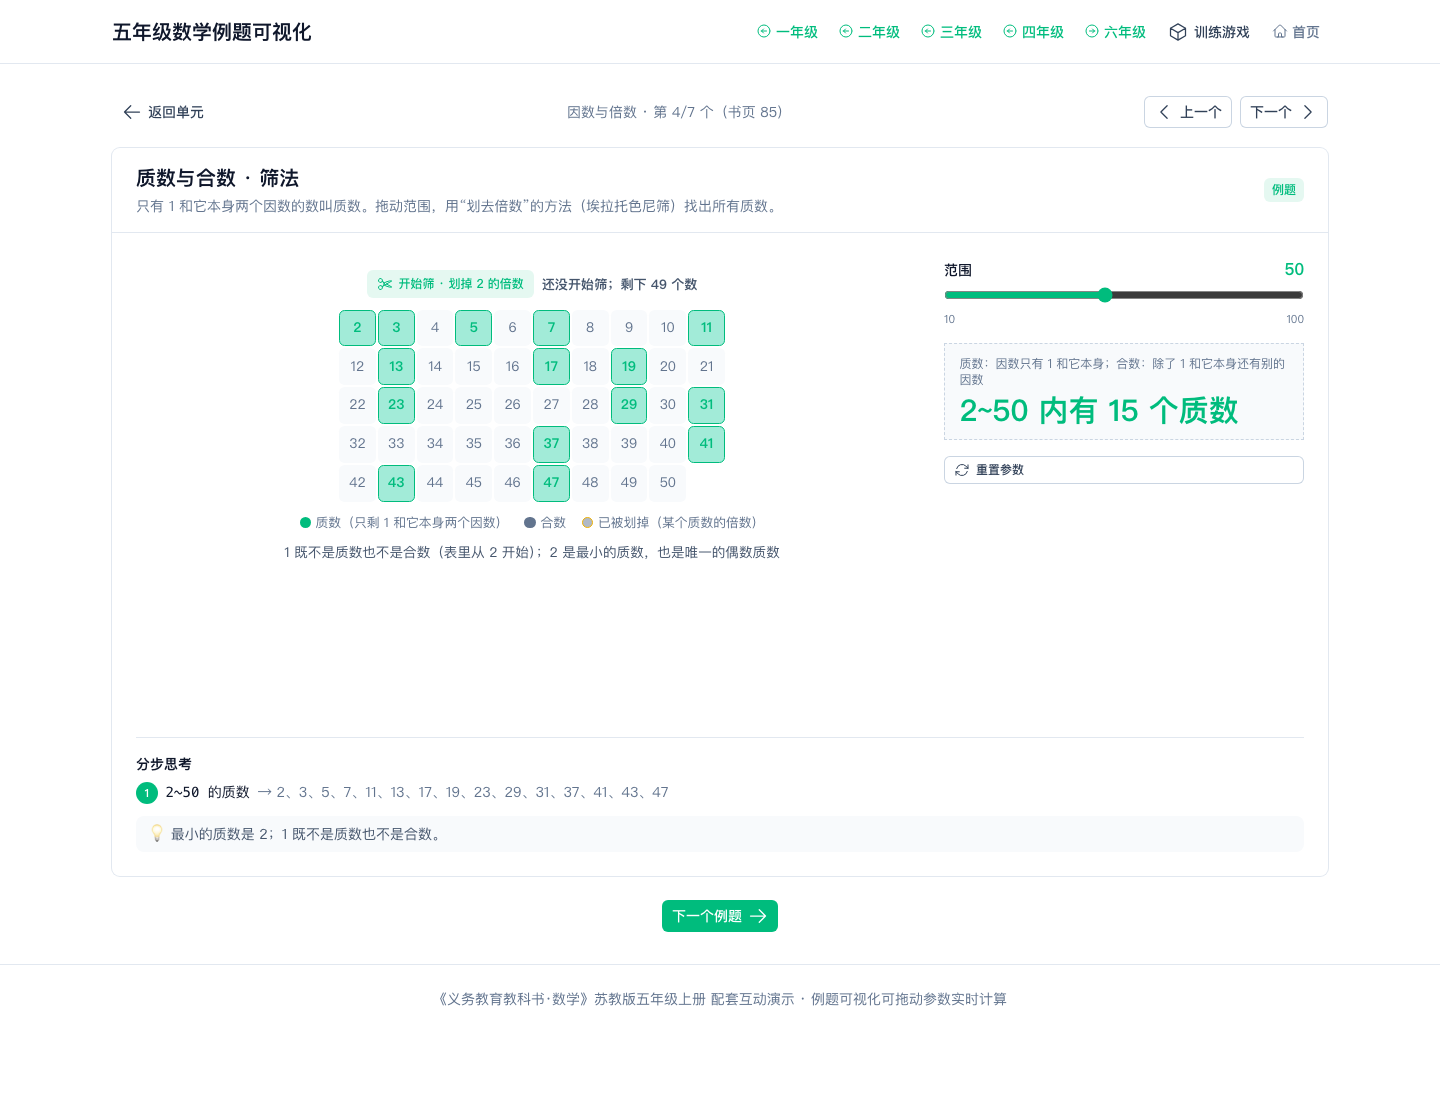 五年级数学例题可视化
一年级 二年级 三年级 四年级 六年级 训练游戏 首页
返回单元
因数与倍数 · 第 4/7 个（书页 85）
上一个 下一个
质数与合数 · 筛法
例题
只有 1 和它本身两个因数的数叫质数。拖动范围，用“划去倍数”的方法（埃拉托色尼筛）找出所有质数。
开始筛 · 划掉 2 的倍数 还没开始筛；剩下 49 个数
2 3 4 5 6 7 8 9 10 11
12 13 14 15 16 17 18 19 20 21
22 23 24 25 26 27 28 29 30 31
32 33 34 35 36 37 38 39 40 41
42 43 44 45 46 47 48 49 50
质数（只剩 1 和它本身两个因数） 合数 已被划掉（某个质数的倍数）
1 既不是质数也不是合数（表里从 2 开始）；2 是最小的质数，也是唯一的偶数质数
范围 50
10 100
质数：因数只有 1 和它本身；合数：除了 1 和它本身还有别的
因数
2~50 内有 15 个质数
重置参数
分步思考
1 2~50 的质数 → 2、3、5、7、11、13、17、19、23、29、31、37、41、43、47
最小的质数是 2；1 既不是质数也不是合数。
下一个例题
《义务教育教科书·数学》苏教版五年级上册 配套互动演示 · 例题可视化可拖动参数实时计算